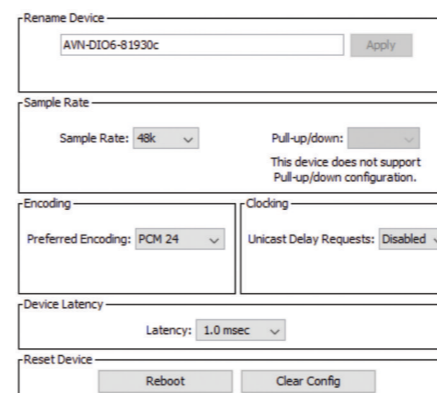 Rename Device
AVN-DIO6-81930c Apply
Sample Rate
Sample Rate: 48k Pull-up/down:
This device does not support
Pull-up/down configuration.
Encoding Clocking
Preferred Encoding: PCM 24 Unicast Delay Requests: Disabled
Device Latency
Latency: 1.0 msec
Reset Device
Reboot Clear Config